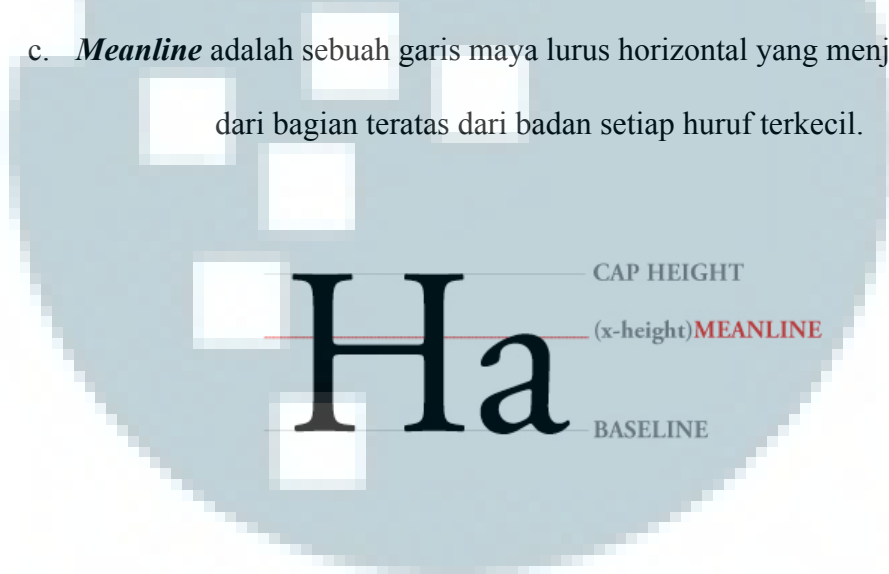 c. Meanline adalah sebuah garis maya lurus horizontal yang
dari bagian teratas dari badan setiap huruf terkecil.
CAP HEIGHT
(x-height)MEANLINE
Ha
BASELINE